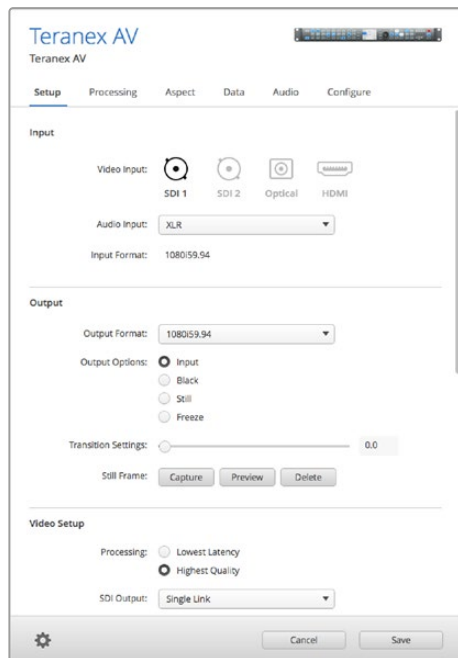 Teranex AV
Teranex AV
Setup Processing Aspect Data Audio Configure
Input
Video Input:
SDI 1 SDI 2 Optical HDMI
Audio Input: XLR
Input Format: 1080i59.94
Output
Output Format: 1080i59.94
Output Options: Input
Black
Still
Freeze
Transition Settings: 0.0
Still Frame: Capture Preview Delete
Video Setup
Processing: Lowest Latency
Highest Quality
SDI Output: Single Link
Cancel Save